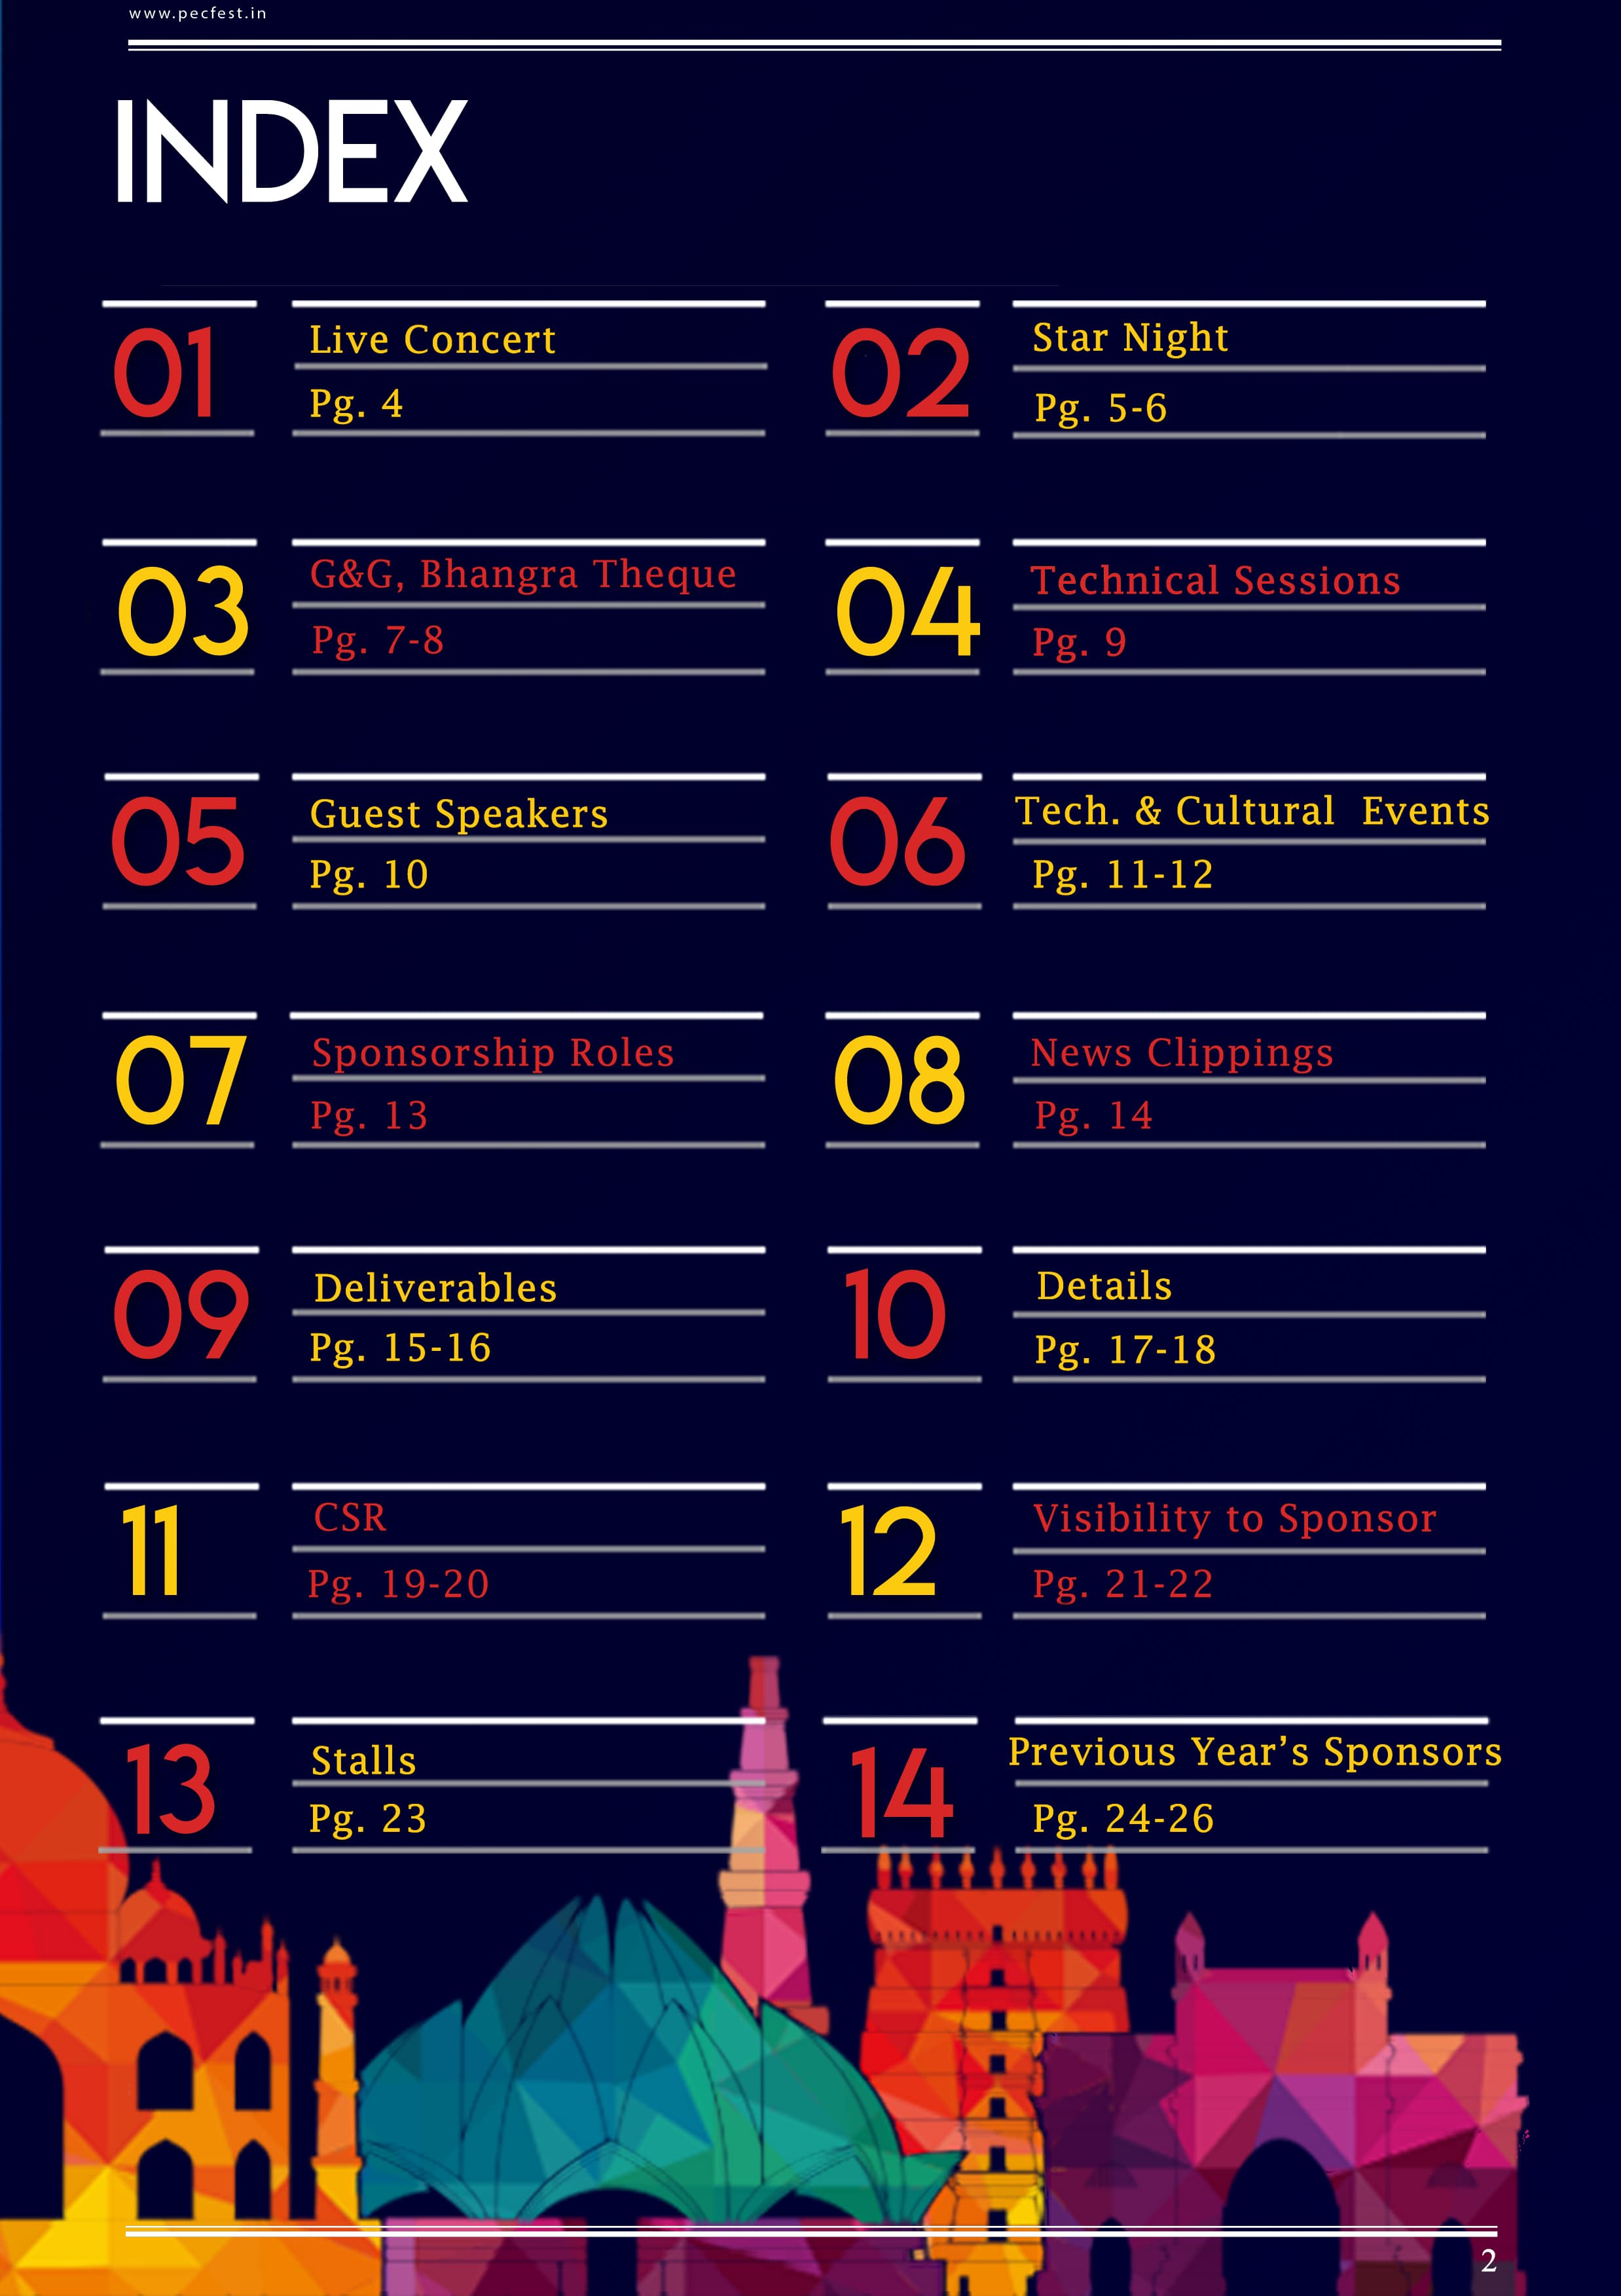 www.pecfest.in
INDEX
01
Live Concert
Pg. 4
02
Star Night
Pg. 5-6
03
G&G, Bhangra Theque
Pg. 7-8
04
Technical Sessions
Pg. 9
05
Guest Speakers
Pg. 10
06
Tech. & Cultural Events
Pg. 11-12
07
Sponsorship Roles
Pg. 13
08
News Clippings
Pg. 14
09
Deliverables
Pg. 15-16
10
Details
Pg. 17-18
11
CSR
Pg. 19-20
12
Visibility to Sponsor
Pg. 21-22
13
Stalls
Pg. 23
14
Previous Year’s Sponsors
Pg. 24-26
2